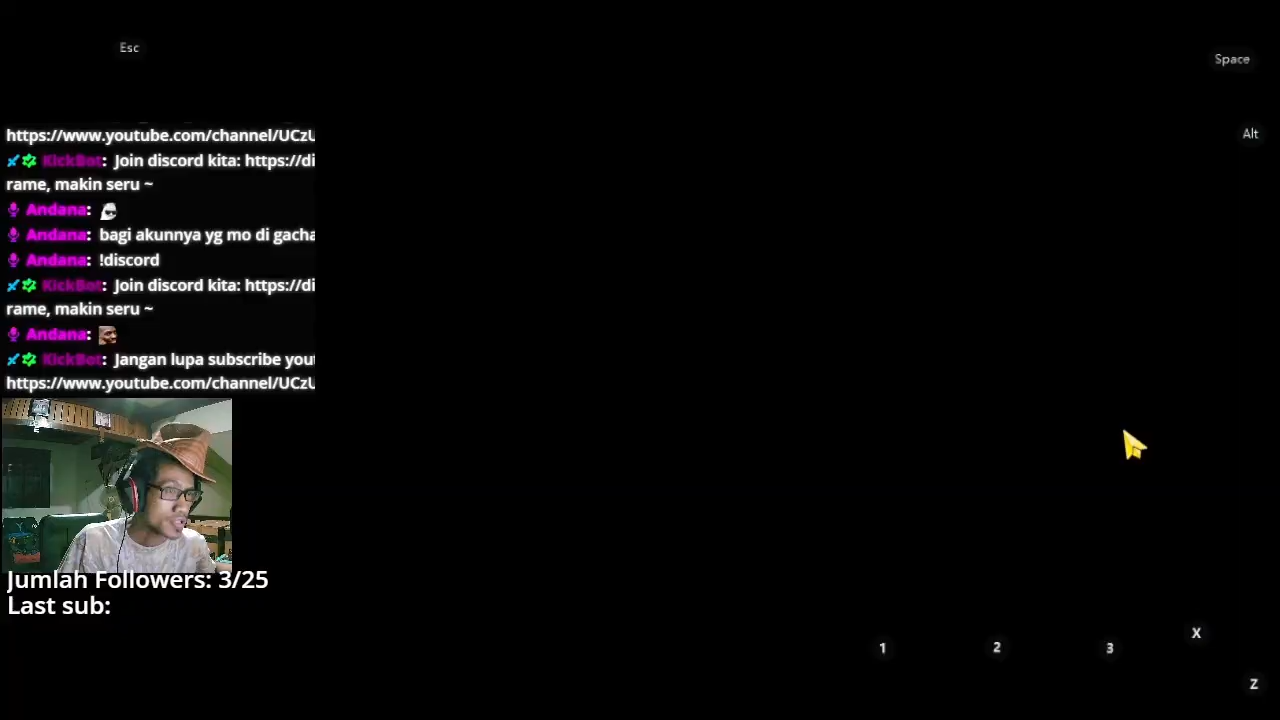 Esc
Space
Alt
https://www.youtube.com/channel/UCzU
KickBot: Join discord kita: https://di
rame, makin seru ~
Andana:
Andana: bagi akunnya yg mo di gacha
Andana: !discord
KickBot: Join discord kita: https://di
rame, makin seru ~
Andana:
KickBot: Jangan lupa subscribe yout
https://www.youtube.com/channel/UCzU
Jumlah Followers: 3/25
Last sub:
1
2
3
X
Z